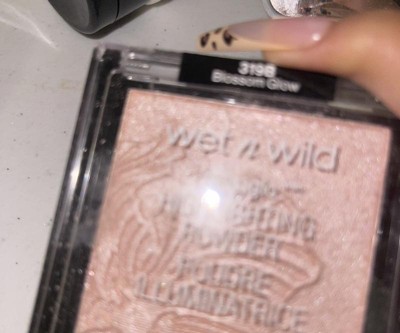 319B
Blossom Glow
wet n wild
HIGHLIGHTING
POWDER
POUDRE
ILLUMINATRICE